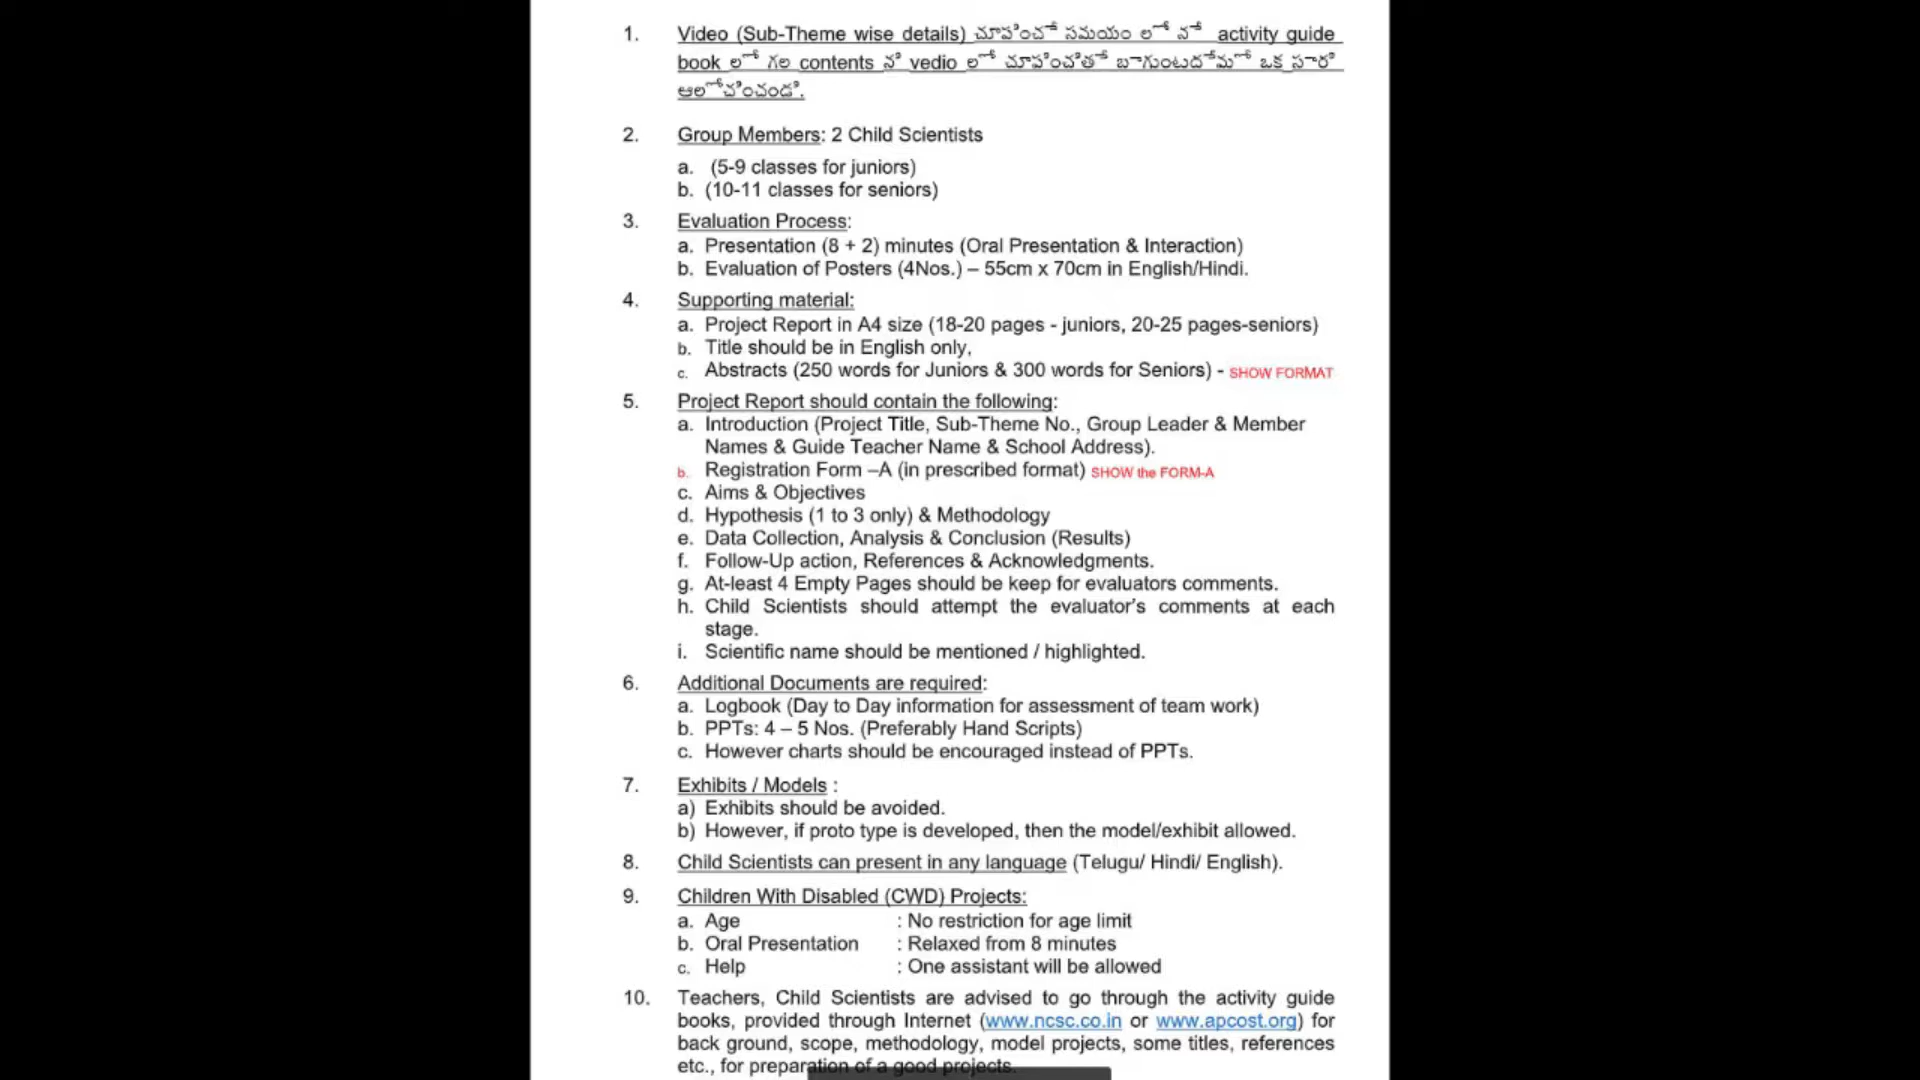 1. Video (Sub-Theme wise details) చూపించే సమయం లో నే activity guide
book లో గల contents ని vedio లో చూపించితే బాగుంటదేమో ఒక సారి
ఆలోచించండి.
2. Group Members: 2 Child Scientists
a. (5-9 classes for juniors)
b. (10-11 classes for seniors)
3. Evaluation Process:
a. Presentation (8 + 2) minutes (Oral Presentation & Interaction)
b. Evaluation of Posters (4Nos.) – 55cm x 70cm in English/Hindi.
4. Supporting material:
a. Project Report in A4 size (18-20 pages - juniors, 20-25 pages-seniors)
b. Title should be in English only,
c. Abstracts (250 words for Juniors & 300 words for Seniors) - SHOW FORMAT
5. Project Report should contain the following:
a. Introduction (Project Title, Sub-Theme No., Group Leader & Member
Names & Guide Teacher Name & School Address).
b. Registration Form –A (in prescribed format) SHOW the FORM-A
c. Aims & Objectives
d. Hypothesis (1 to 3 only) & Methodology
e. Data Collection, Analysis & Conclusion (Results)
f. Follow-Up action, References & Acknowledgments.
g. At-least 4 Empty Pages should be keep for evaluators comments.
h. Child Scientists should attempt the evaluator's comments at each
stage.
i. Scientific name should be mentioned / highlighted.
6. Additional Documents are required:
a. Logbook (Day to Day information for assessment of team work)
b. PPTs: 4 – 5 Nos. (Preferably Hand Scripts)
c. However charts should be encouraged instead of PPTs.
7. Exhibits / Models :
a) Exhibits should be avoided.
b) However, if proto type is developed, then the model/exhibit allowed.
8. Child Scientists can present in any language (Telugu/ Hindi/ English).
9. Children With Disabled (CWD) Projects:
a. Age : No restriction for age limit
b. Oral Presentation : Relaxed from 8 minutes
c. Help : One assistant will be allowed
10. Teachers, Child Scientists are advised to go through the activity guide
books, provided through Internet (www.ncsc.co.in or www.apcost.org) for
back ground, scope, methodology, model projects, some titles, references
etc., for preparation of a good projects.